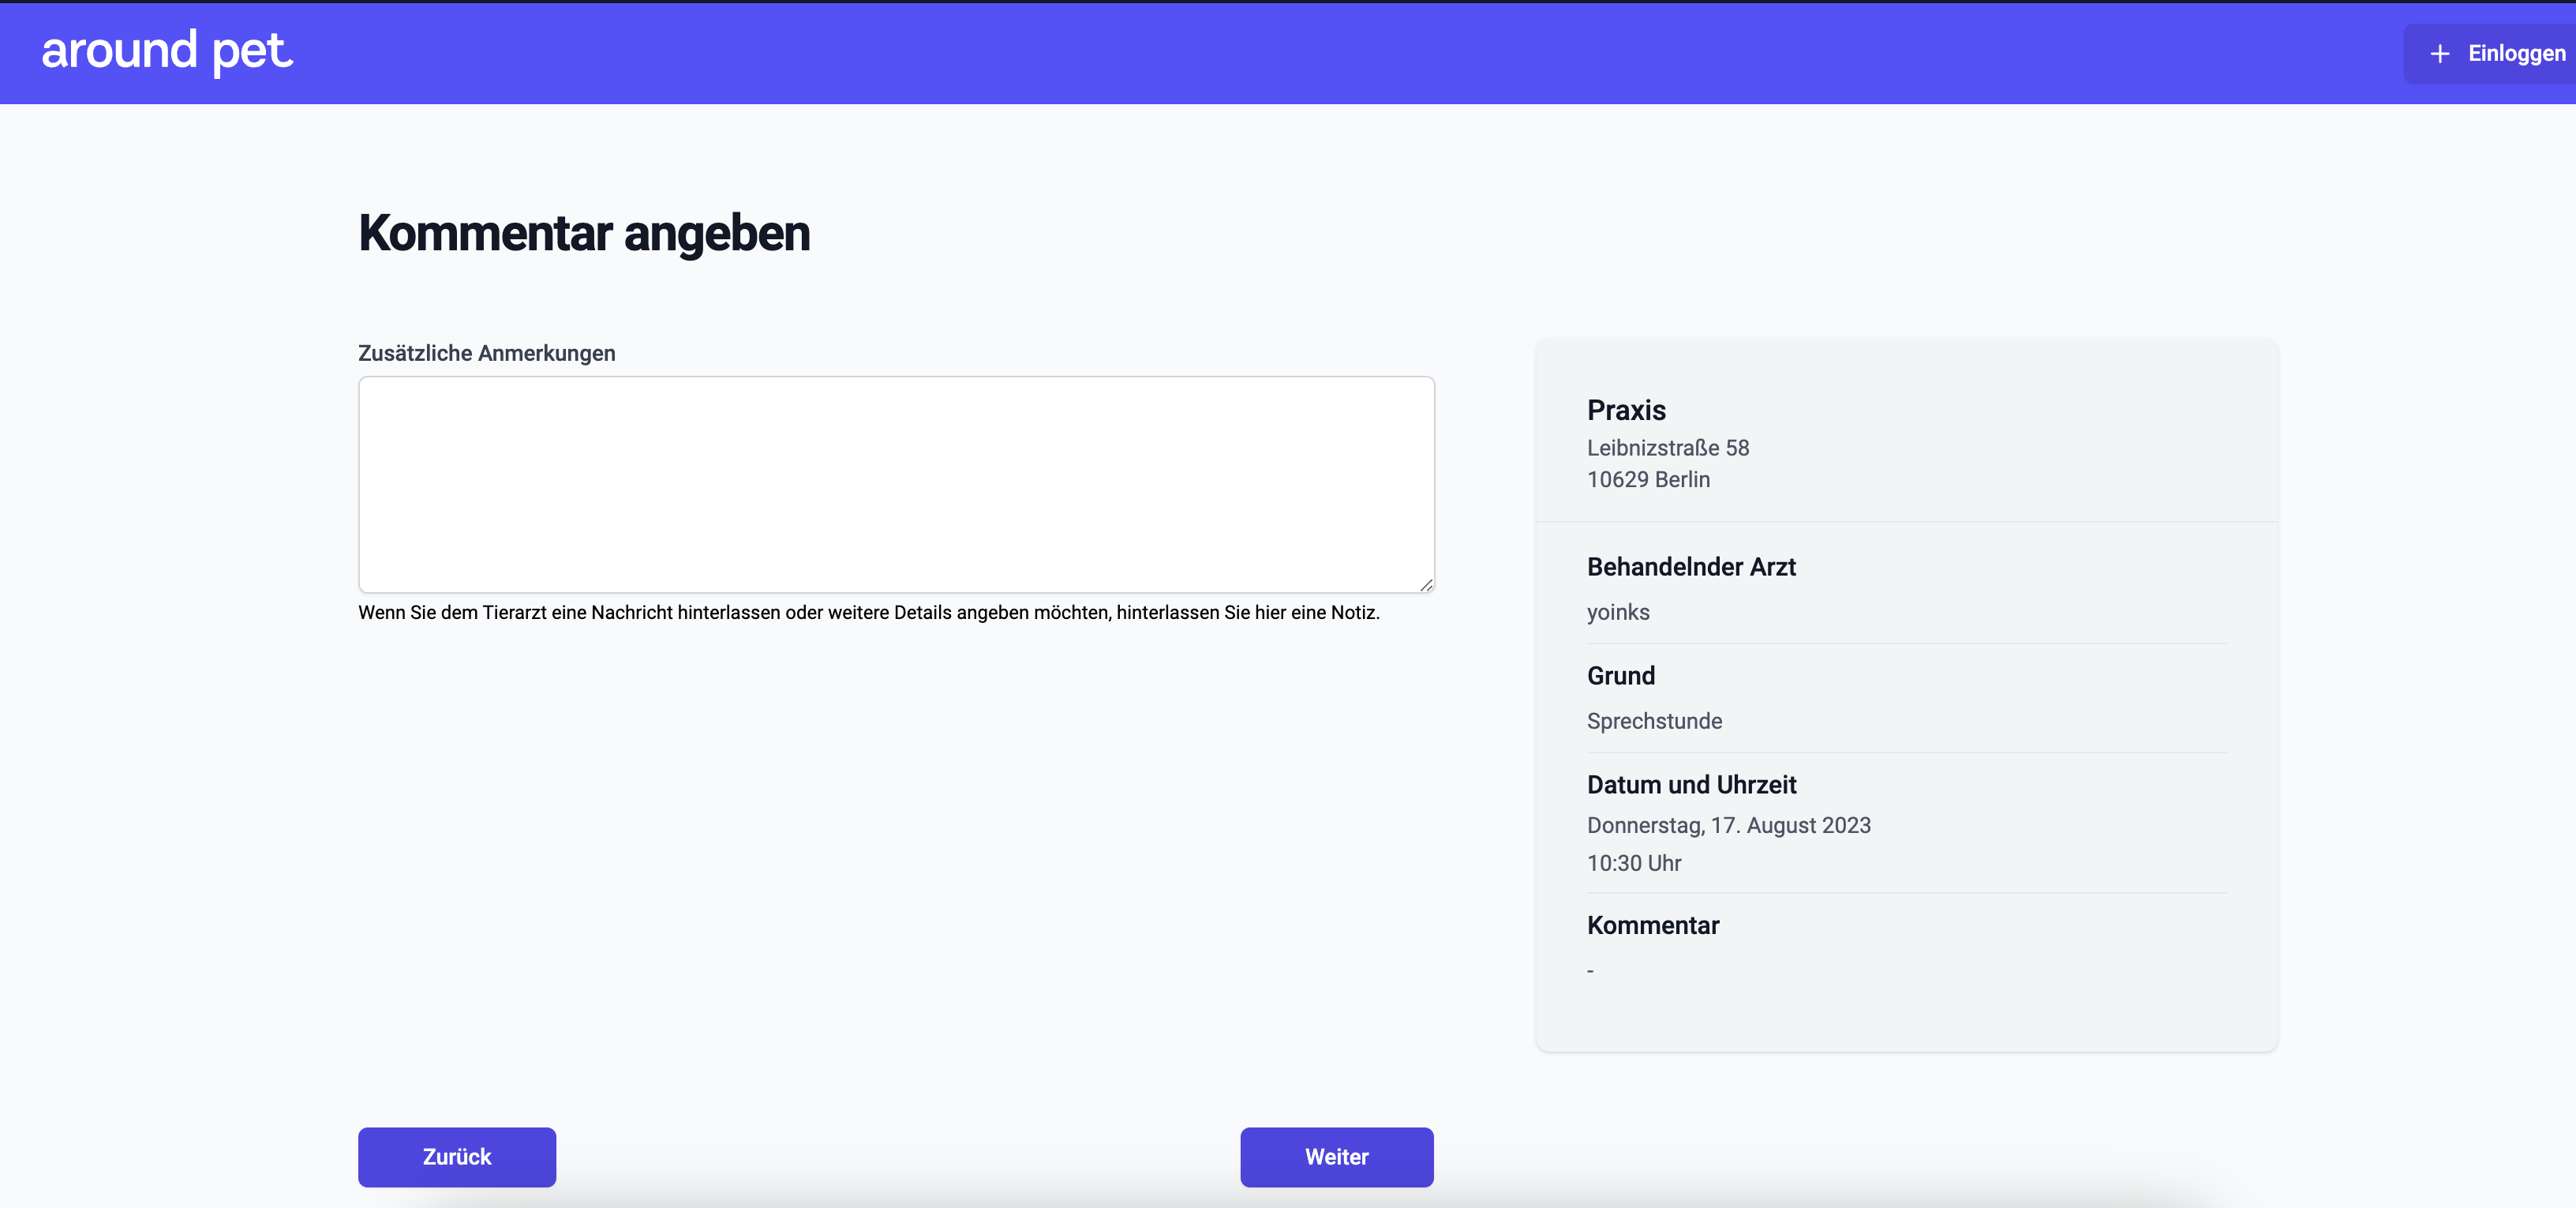 around pet.
Einloggen
Kommentar angeben
Zusätzliche Anmerkungen
Wenn Sie dem Tierarzt eine Nachricht hinterlassen oder weitere Details angeben möchten, hinterlassen Sie hier eine Notiz.
Praxis
Leibnizstraße 58
10629 Berlin
Behandelnder Arzt
yoinks
Grund
Sprechstunde
Datum und Uhrzeit
Donnerstag, 17. August 2023
10:30 Uhr
Kommentar
-
Zurück
Weiter